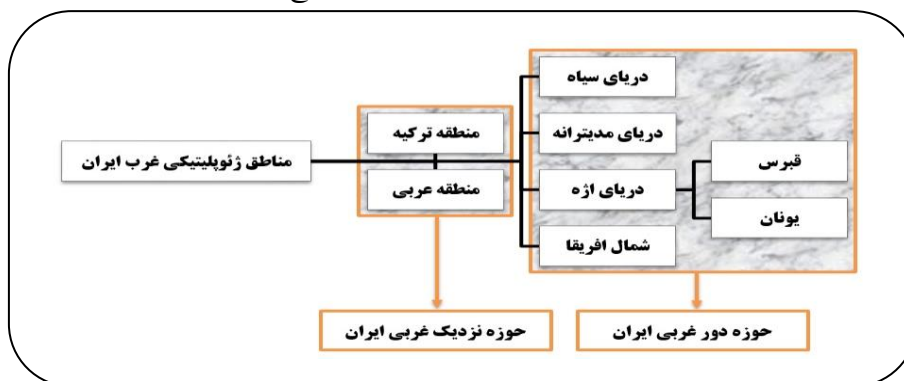 مناطق ژئوپلیتیکی غرب ایران
منطقه ترکیه
منطقه عربی
دریای سیاه
دریای مدیترانه
دریای اژه
شمال افریقا
قبرس
یونان
حوزه نزدیک غربی ایران
حوزه دور غربی ایران